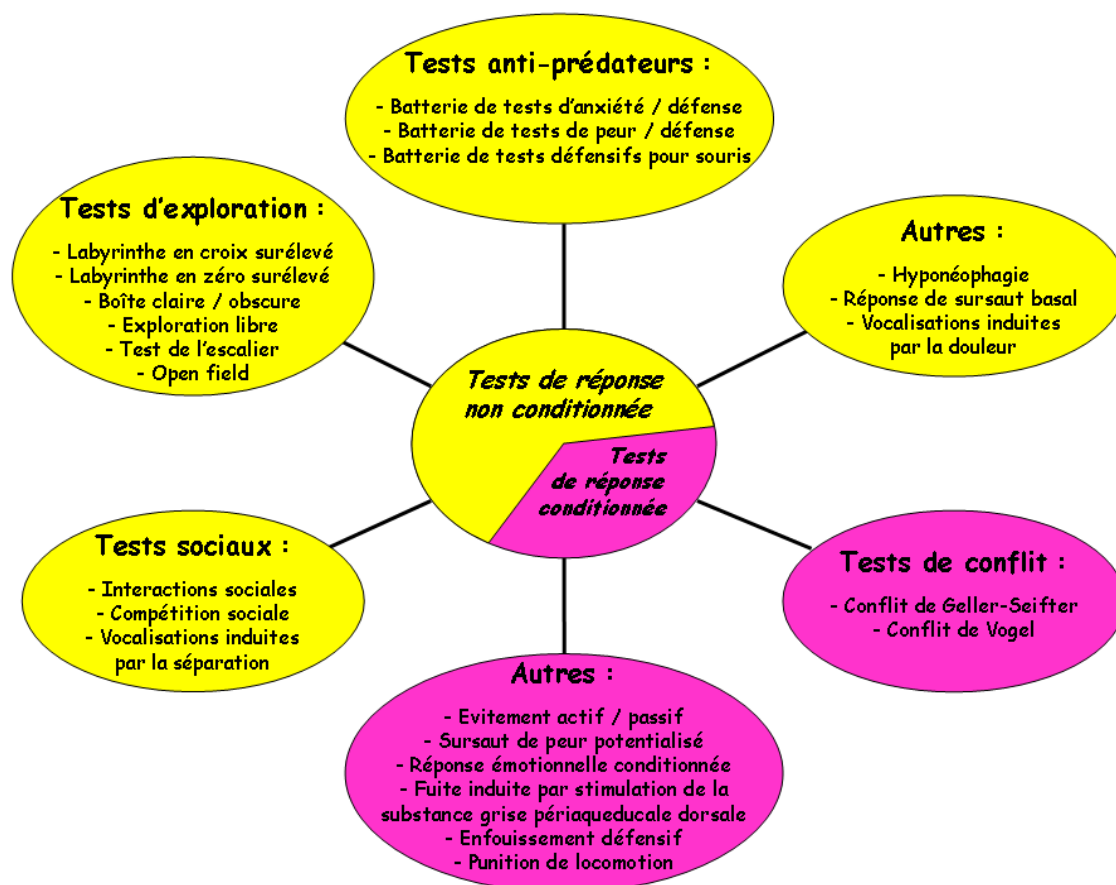 Tests anti-prédateurs :
- Batterie de tests d'anxiété / défense
- Batterie de tests de peur / défense
- Batterie de tests défensifs pour souris
Tests d'exploration :
- Labyrinthe en croix surélevé
- Labyrinthe en zéro surélevé
- Boîte claire / obscure
- Exploration libre
- Test de l'escalier
- Open field
Autres :
- Hyponéophagie
- Réponse de sursaut basal
- Vocalisations induites
par la douleur
Tests de réponse
non conditionnée
Tests
de réponse
conditionnée
Tests sociaux :
- Interactions sociales
- Compétition sociale
- Vocalisations induites
par la séparation
Tests de conflit :
- Conflit de Geller-Seifter
- Conflit de Vogel
Autres :
- Evitement actif / passif
- Sursaut de peur potentialisé
- Réponse émotionnelle conditionnée
- Fuite induite par stimulation de la
substance grise périaqueducale dorsale
- Enfouissement défensif
- Punition de locomotion